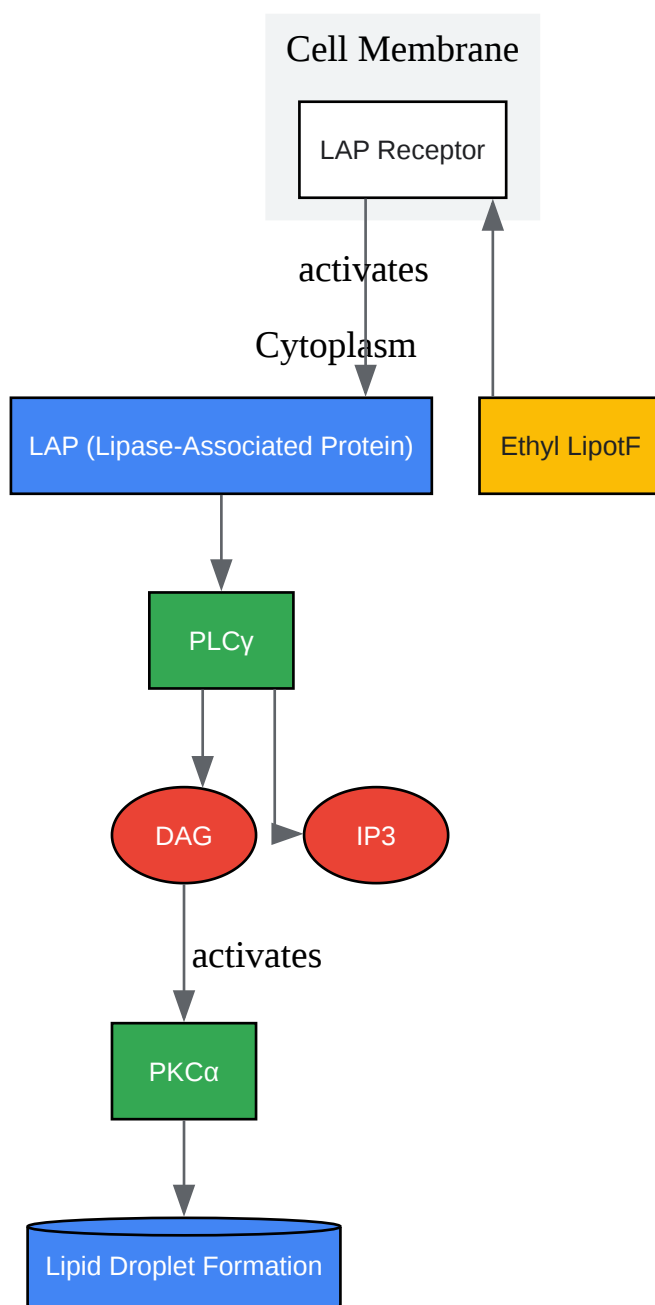 Cell Membrane
LAP Receptor
activates
Cytoplasm
LAP (Lipase-Associated Protein)
Ethyl LipotF
PLCγ
DAG
IP3
activates
PKCα
Lipid Droplet Formation